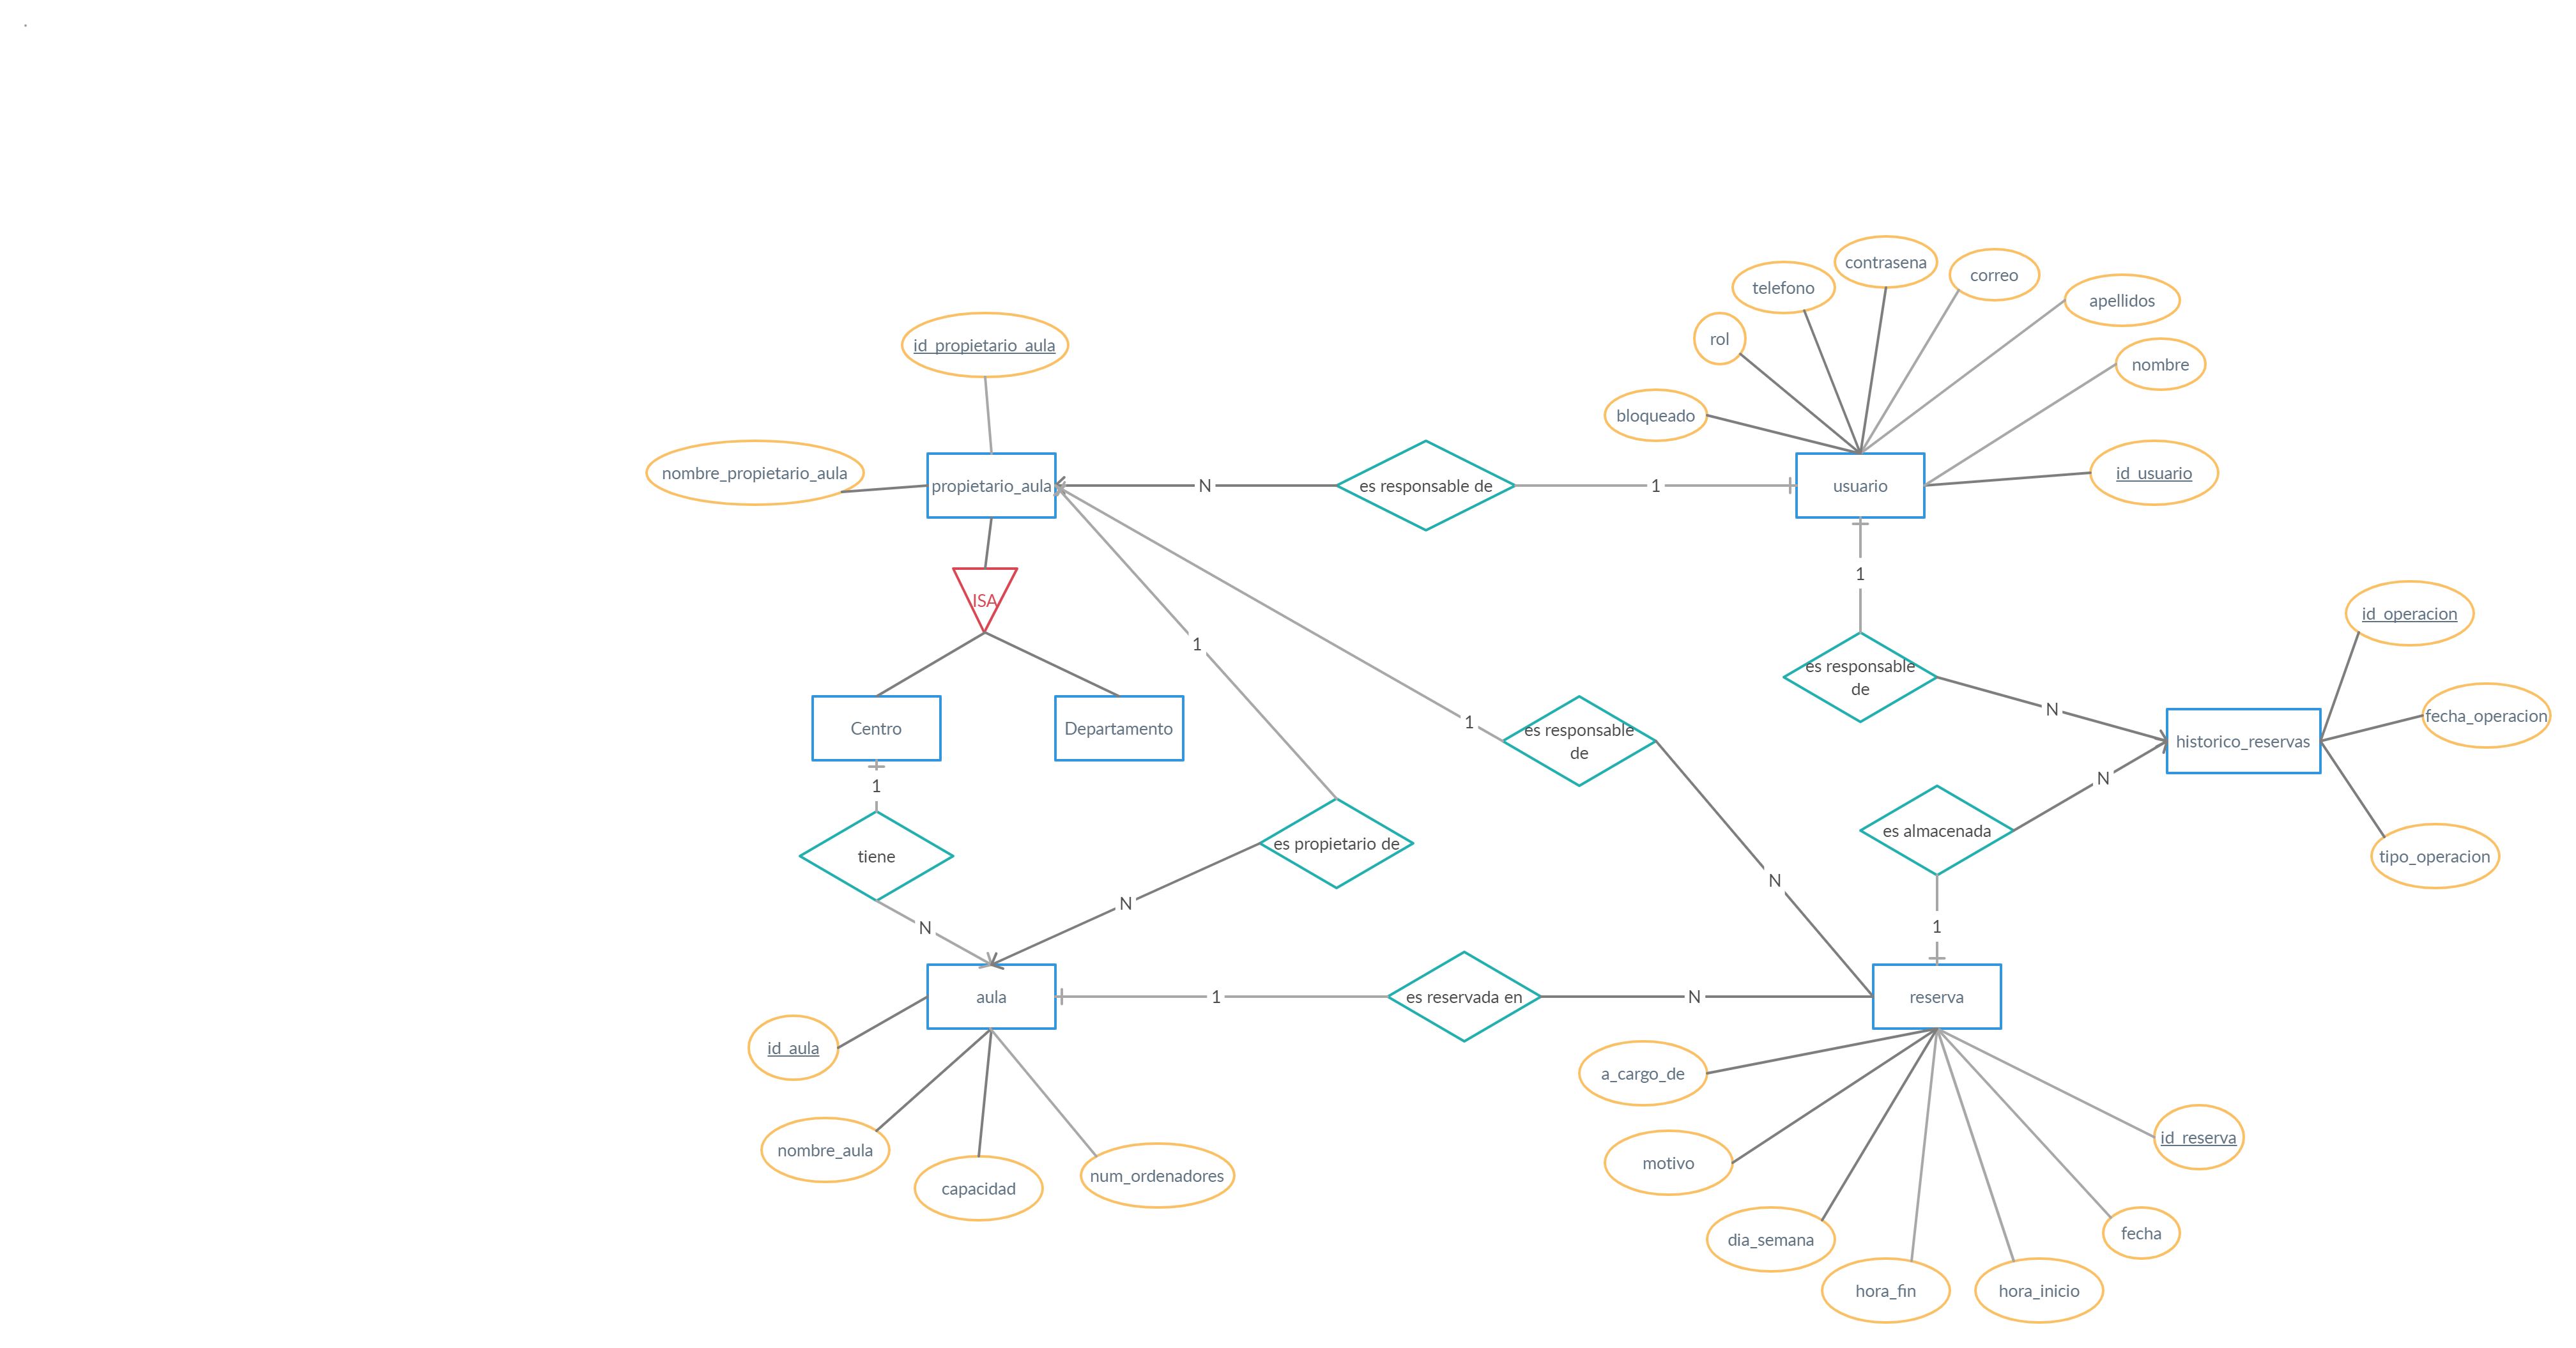 contrasena
correo
telefono
apellidos
rol
id_propietario_aula
nombre
bloqueado
nombre_propietario_aula
id_usuario
propietario_aula
N
es responsable de
1
usuario
1
ISA
id_operacion
1
es responsable
de
N
fecha_operacion
1
Centro
Departamento
es responsable
de
historico_reservas
1
N
es almacenada
es propietario de
tiene
tipo_operacion
N
N
N
1
aula
1
es reservada en
N
reserva
id_aula
a_cargo_de
id_reserva
nombre_aula
motivo
num_ordenadores
capacidad
fecha
dia_semana
hora_fin
hora_inicio